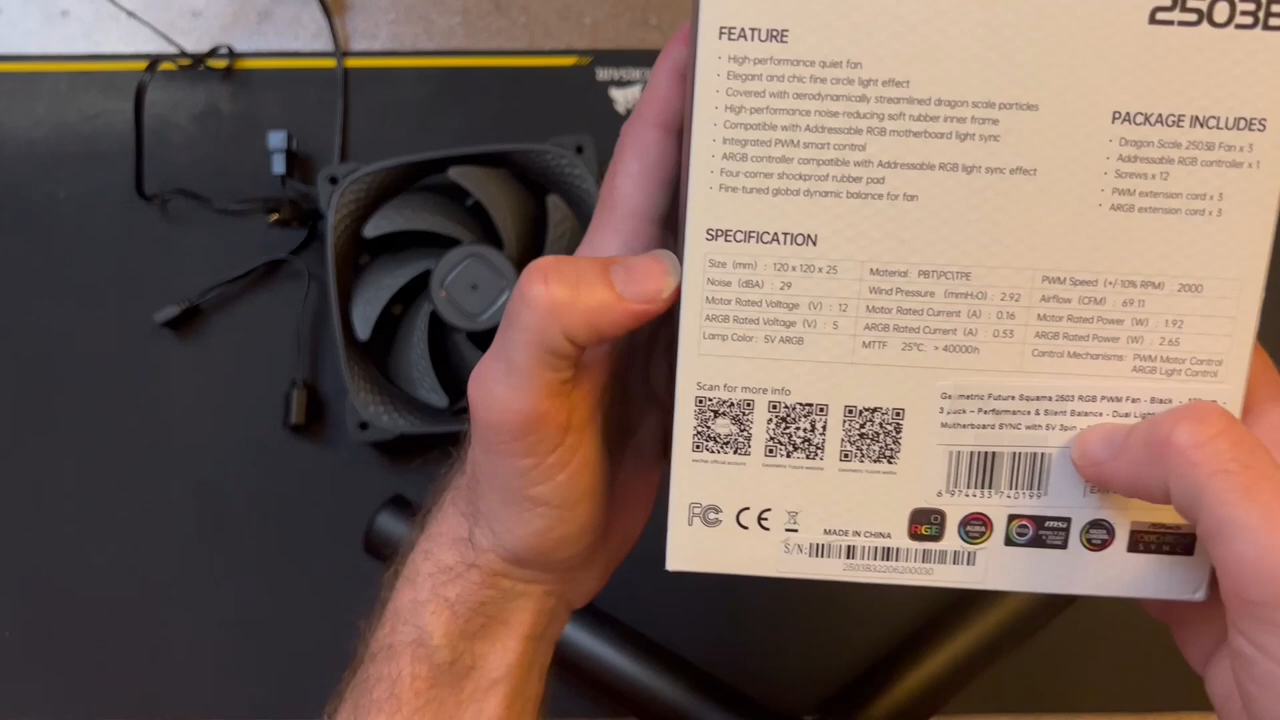 2503B
FEATURE
· High-performance quiet fan
· Elegant and chic fine circle light effect
· Covered with aerodynamically streamlined dragon scale particles
· High-performance noise-reducing soft rubber inner frame
· Compatible with Addressable RGB motherboard light sync
· Integrated PWM smart control
· ARGB controller compatible with Addressable RGB light sync effect
· Four-corner shockproof rubber pad
· Fine-tuned global dynamic balance for fan
PACKAGE INCLUDES
· Dragon Scale 2503B Fan x 3
· Addressable RGB controller x 1
· Screws x 12
· PWM extension cord x 3
· ARGB extension cord x 3
SPECIFICATION
Size (mm) : 120 x 120 x 25
Noise (dBA) : 29
Motor Rated Voltage (V) : 12
ARGB Rated Voltage (V) : 5
Lamp Color: 5V ARGB
Material: PBT\PC\TPE
Wind Pressure (mmH₂O) : 2.92
Motor Rated Current (A) : 0.16
ARGB Rated Current (A) : 0.53
MTTF 25°C: > 40000h
PWM Speed (+/-10% RPM) : 2000
Airflow (CFM) : 69.11
Motor Rated Power (W) : 1.92
ARGB Rated Power (W) : 2.65
Control Mechanisms: PWM Motor Control
ARGB Light Control
Scan for more info
Geometric Future Squama 2503 RGB PWM Fan - Black -
3 pack – Performance & Silent Balance - Dual
Motherboard SYNC with 5V 3pin –
6 974433 740199
EAN
FC CE
MADE IN CHINA
S/N:
2503B32206200030
RGB
AURA
msi
CORSAIR